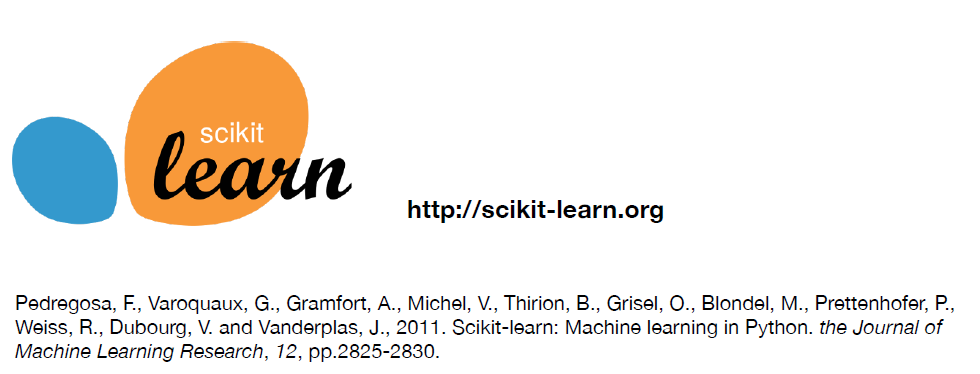 scikit
learn
http://scikit-learn.org
Pedregosa, F., Varoquaux, G., Gramfort, A., Michel, V., Thirion, B., Grisel, O., Blondel, M., Prettenhofer, P.,
Weiss, R., Dubourg, V. and Vanderplas, J., 2011. Scikit-learn: Machine learning in Python. the Journal of
Machine Learning Research, 12, pp.2825-2830.